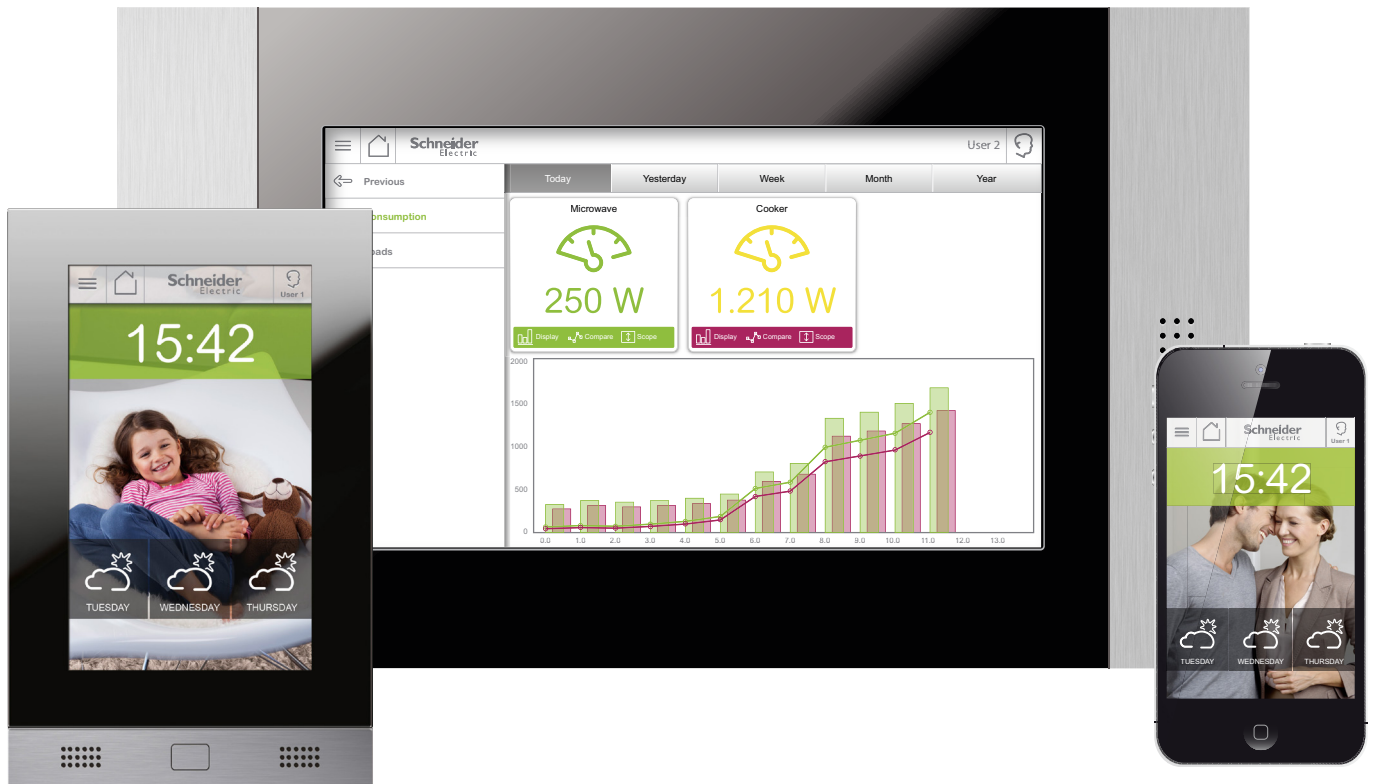 Schneider
Electric
User 2
Previous
onsumption
oads
Today
Yesterday
Week
Month
Year
Microwave
250 W
Display
Compare
Scope
Cooker
1.210 W
Display
Compare
Scope
2000
1500
1000
500
0
0.0 1.0 2.0 3.0 4.0 5.0 6.0 7.0 8.0 9.0 10.0 11.0 12.0 13.0
Schneider
Electric
User 1
15:42
TUESDAY WEDNESDAY THURSDAY
Schneider
Electric
User 1
15:42
TUESDAY WEDNESDAY THURSDAY